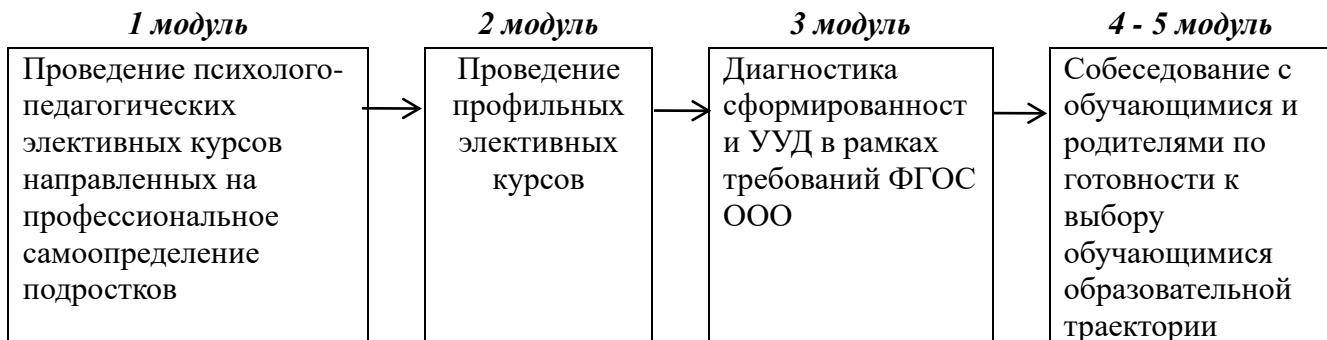 1 модуль
2 модуль
3 модуль
4 - 5 модуль
Проведение психолого-
педагогических
элективных курсов
направленных на
профессиональное
самоопределение
подростков
Проведение
профильных
элективных
курсов
Диагностика
сформированност
и УУД в рамках
требований ФГОС
ООО
Собеседование с
обучающимися и
родителями по
готовности к
выбору
обучающимися
образовательной
траектории